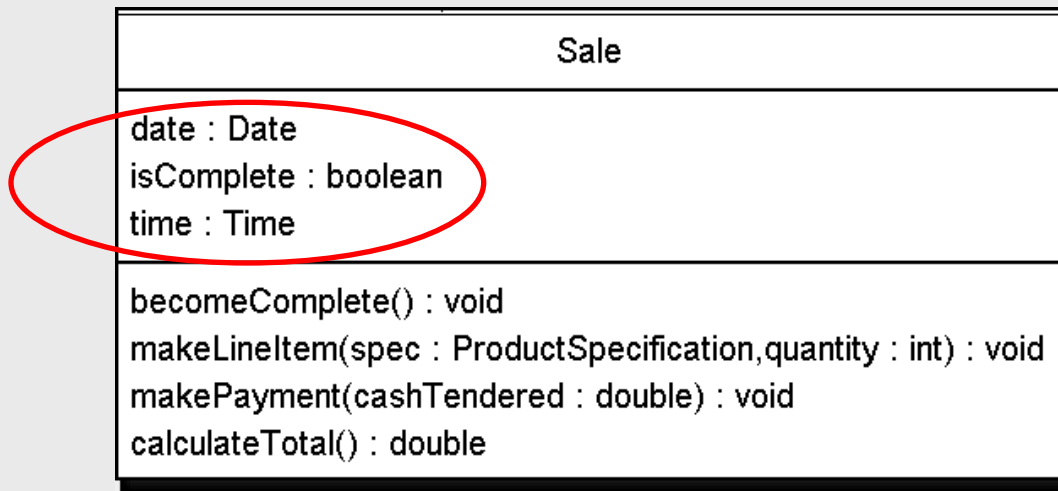 Sale
date : Date
isComplete : boolean
time : Time
becomeComplete() : void
makeLineItem(spec : ProductSpecification,quantity : int) : void
makePayment(cashTendered : double) : void
calculateTotal() : double